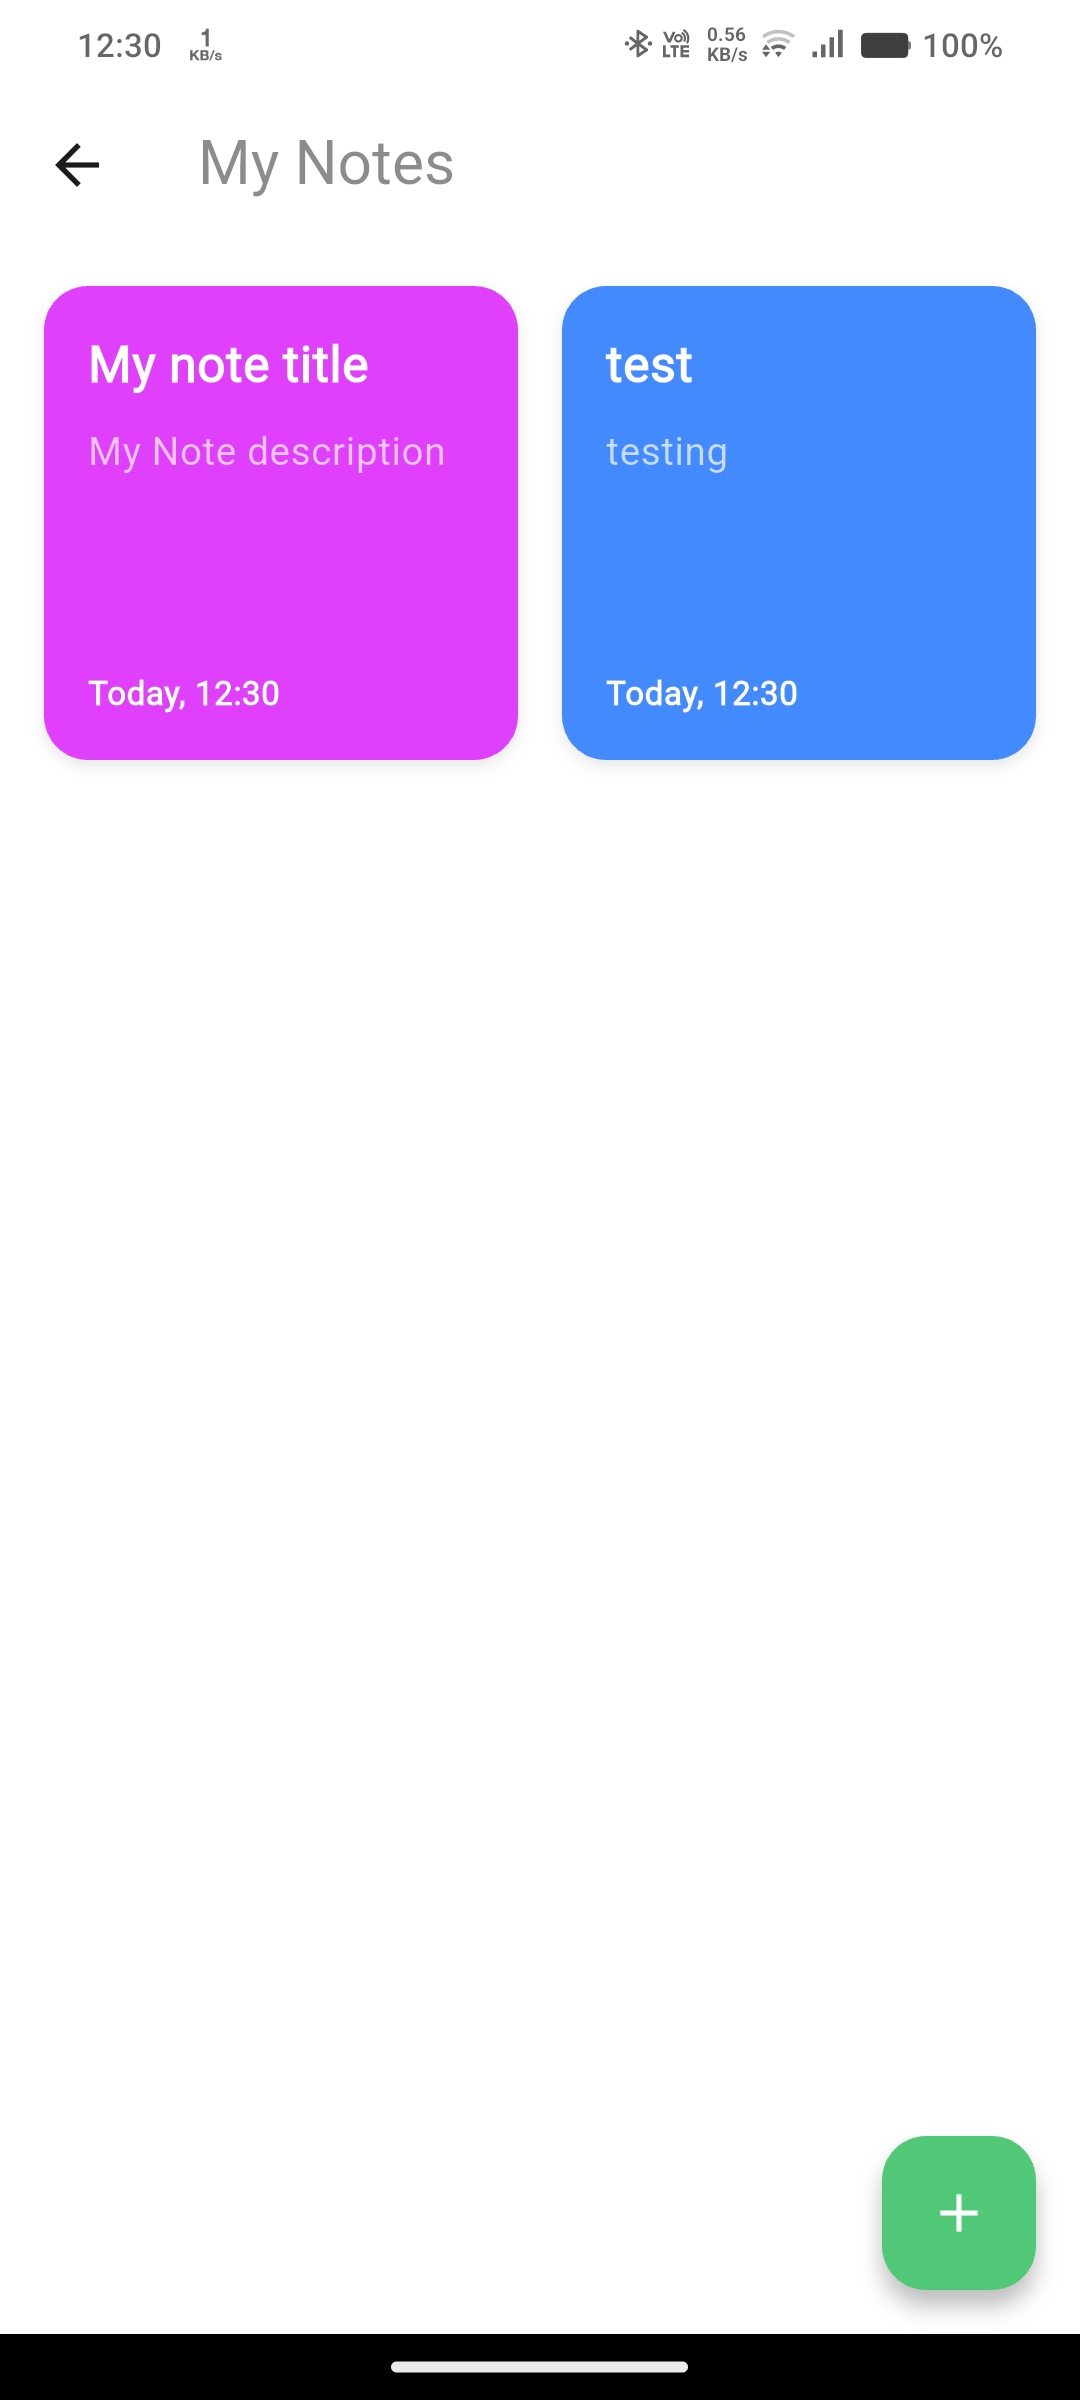 12:30
1
KB/s
Vo
LTE
0.56
KB/s
100%
My Notes
My note title
My Note description
Today, 12:30
test
testing
Today, 12:30